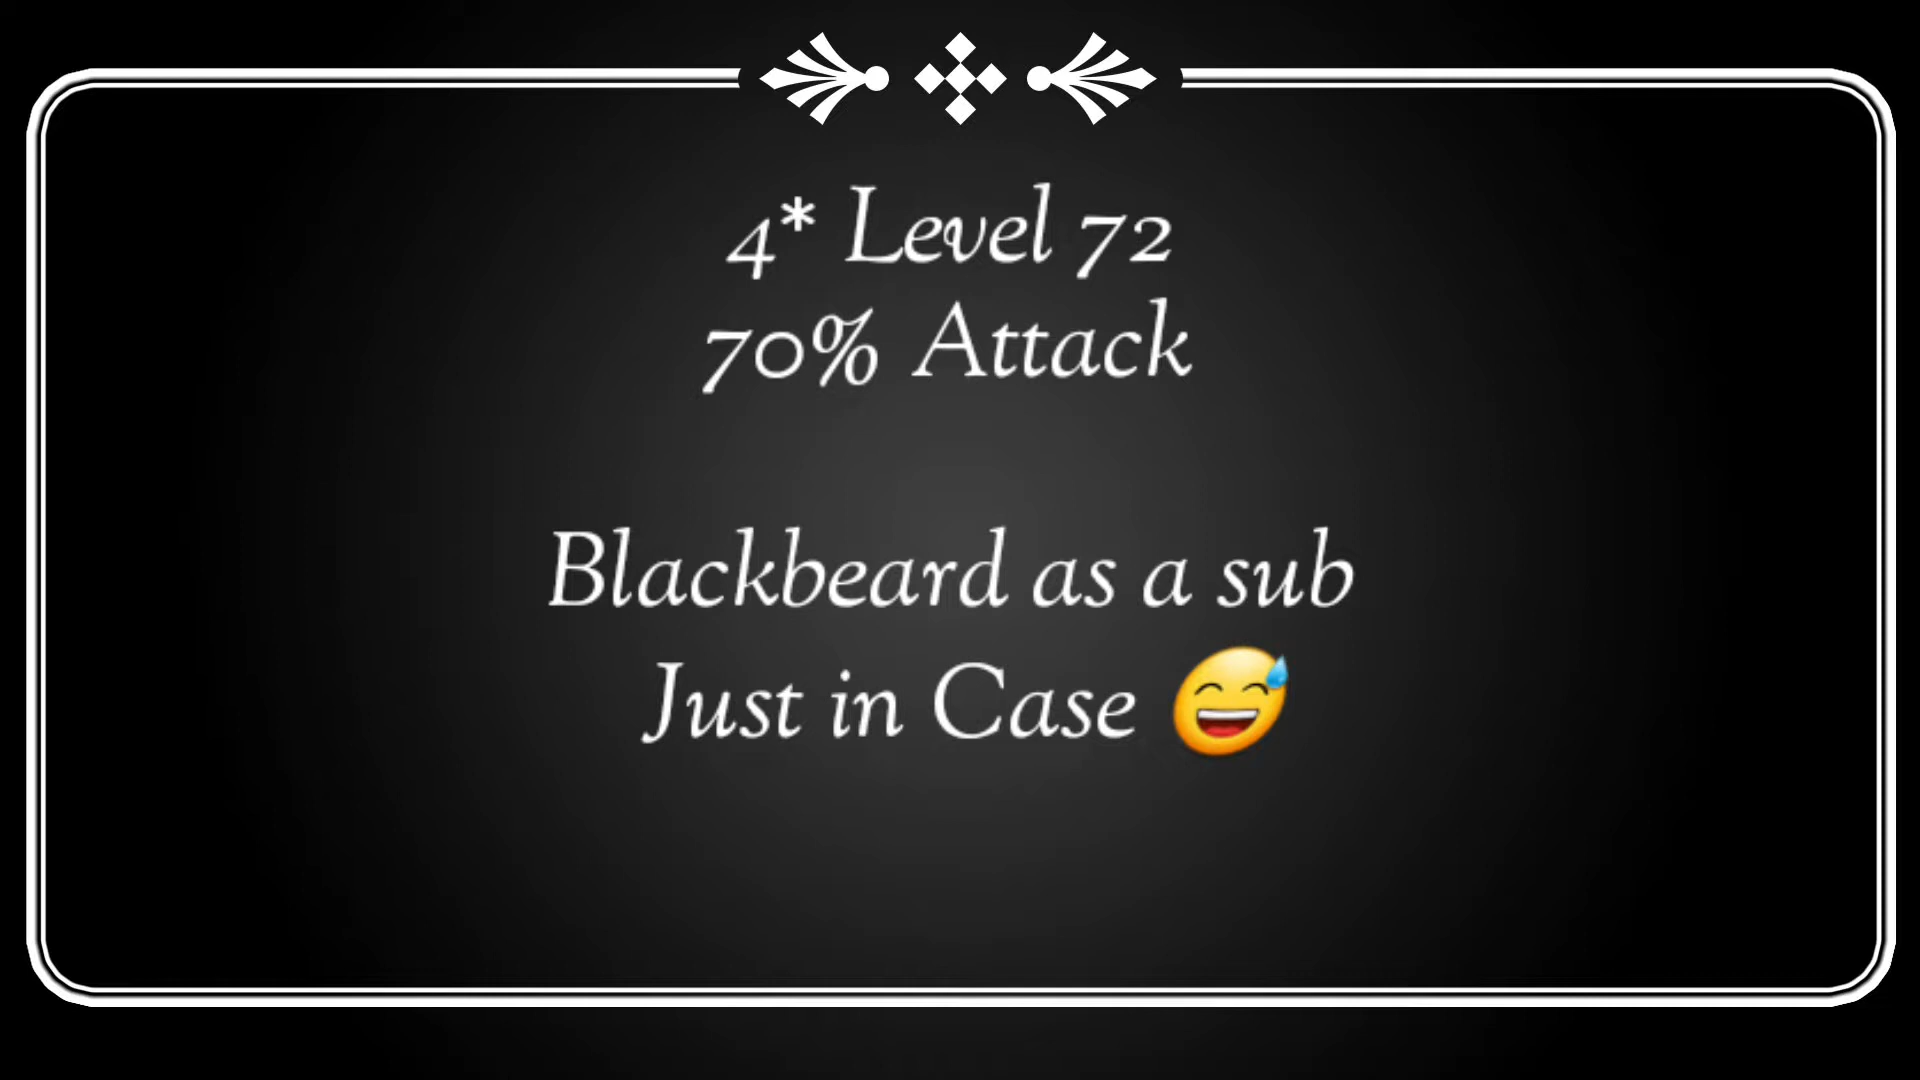 4* Level 72
70% Attack
Blackbeard as a sub
Just in Case 😅